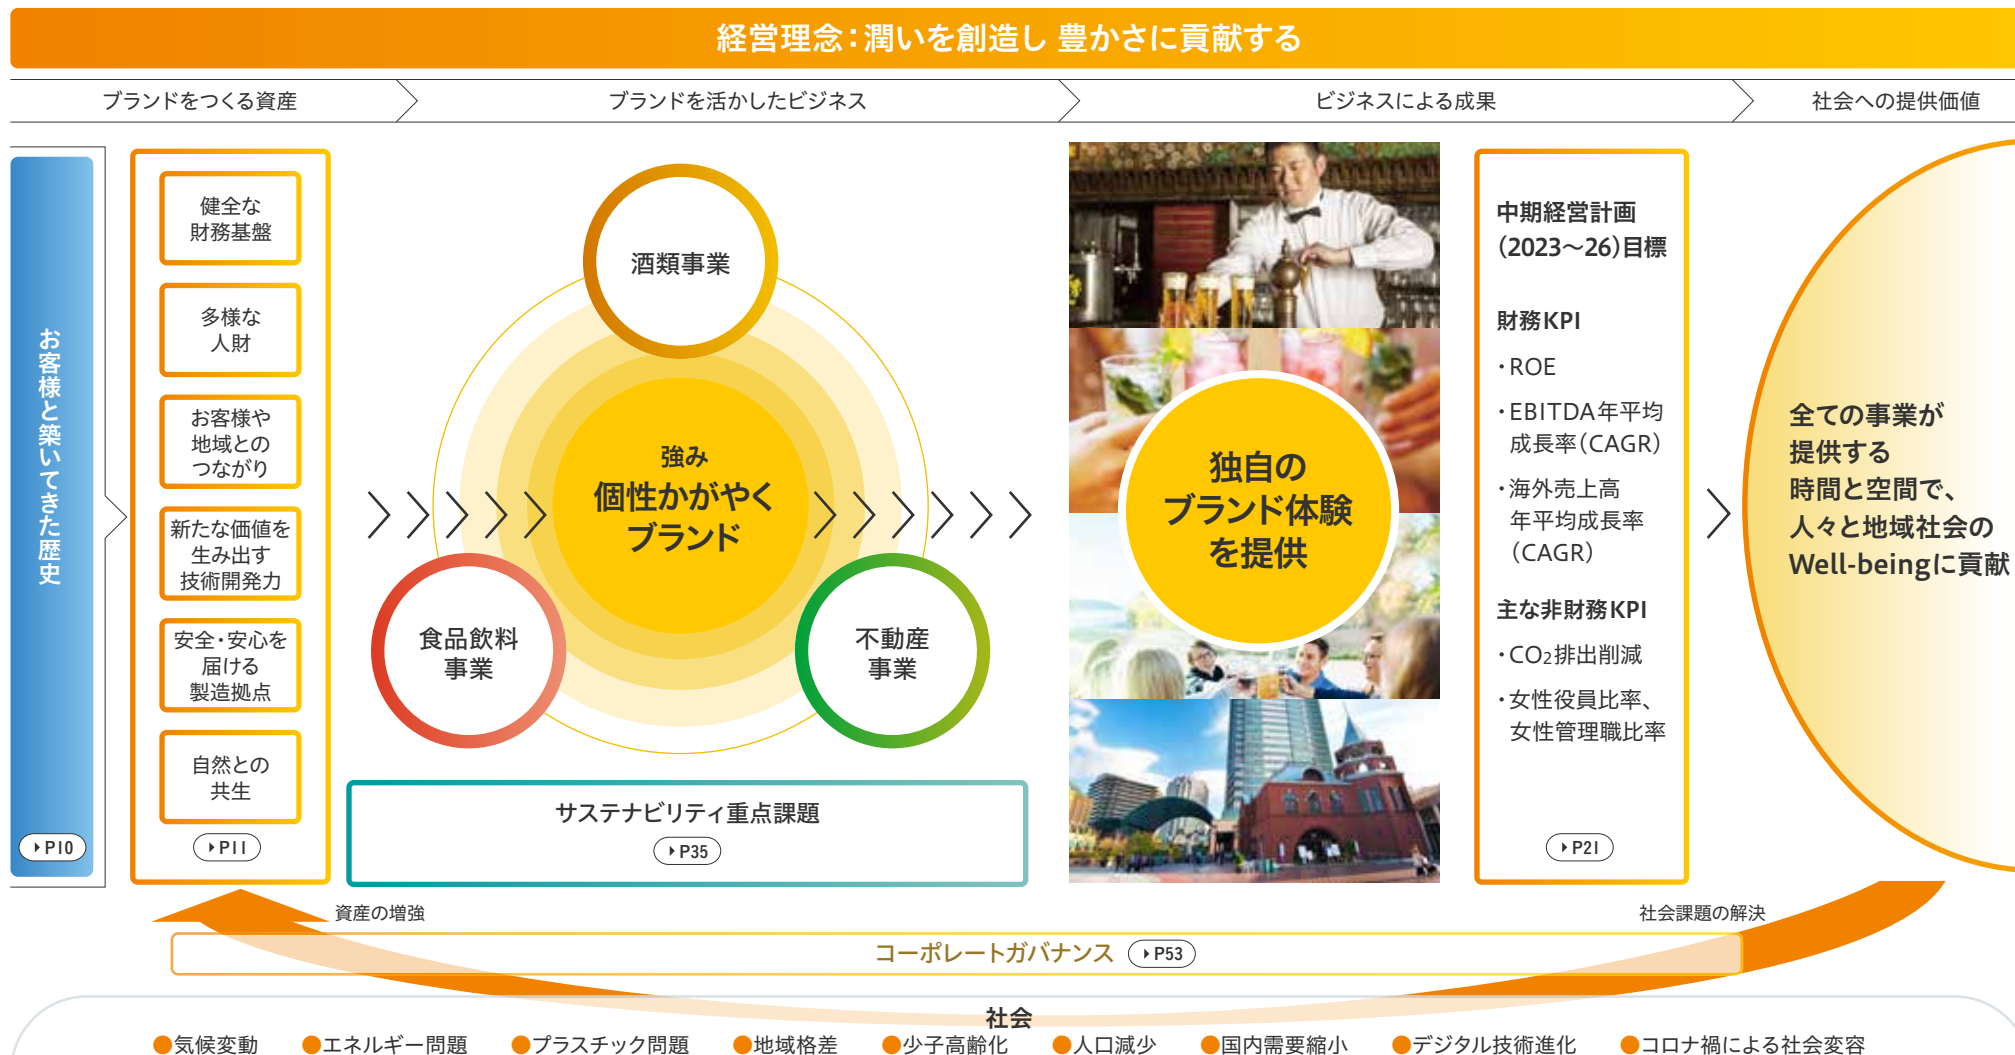 経営理念：潤いを創造し 豊かさに貢献する
ブランドをつくる資産
ブランドを活かしたビジネス
ビジネスによる成果
社会への提供価値
お客様と築いてきた歴史
▶P10
健全な
財務基盤
多様な
人財
お客様や
地域との
つながり
新たな価値を
生み出す
技術開発力
安全・安心を
届ける
製造拠点
自然との
共生
▶P11
酒類事業
強み
個性かがやく
ブランド
食品飲料
事業
不動産
事業
サステナビリティ重点課題
▶P35
独自の
ブランド体験
を提供
中期経営計画
（2023～26）目標
財務KPI
・ROE
・EBITDA年平均
成長率（CAGR）
・海外売上高
年平均成長率
（CAGR）
主な非財務KPI
・CO₂排出削減
・女性役員比率、
女性管理職比率
▶P21
全ての事業が
提供する
時間と空間で、
人々と地域社会の
Well-beingに貢献
資産の増強
社会課題の解決
コーポレートガバナンス ▶P53
社会
●気候変動 ●エネルギー問題 ●プラスチック問題 ●地域格差 ●少子高齢化 ●人口減少 ●国内需要縮小 ●デジタル技術進化 ●コロナ禍による社会変容